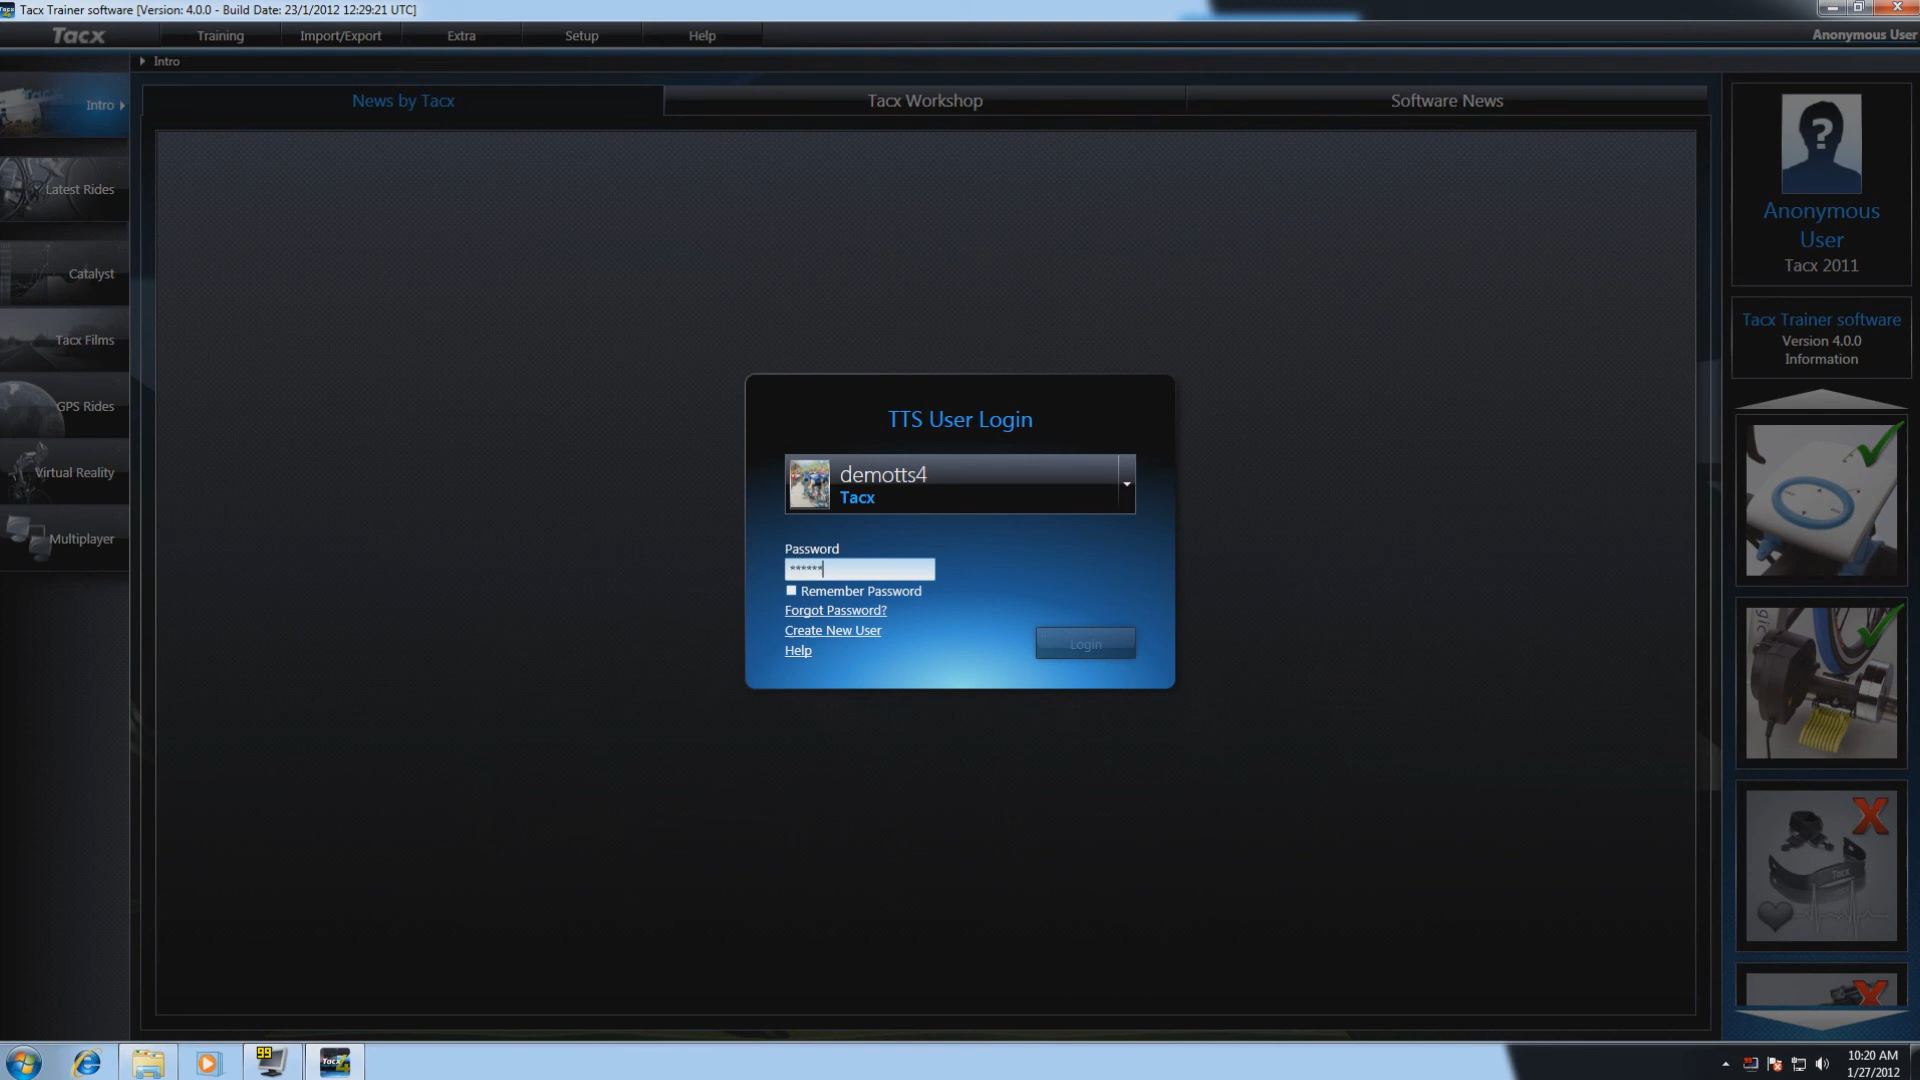 Tacx Trainer software [Version: 4.0.0 - Build Date: 23/1/2012 12:29:21 UTC]
Tacx Training Import/Export Extra Setup Help Anonymous User
Intro
News by Tacx Tacx Workshop Software News
Intro
Latest Rides
Catalyst
Tacx Films
GPS Rides
Virtual Reality
Multiplayer
TTS User Login
demotts4
Tacx
Password
******
Remember Password
Forgot Password?
Create New User
Help
Login
?
Anonymous
User
Tacx 2011
Tacx Trainer software
Version 4.0.0
Information
Tacx
99
Tacx
4
10:20 AM
1/27/2012